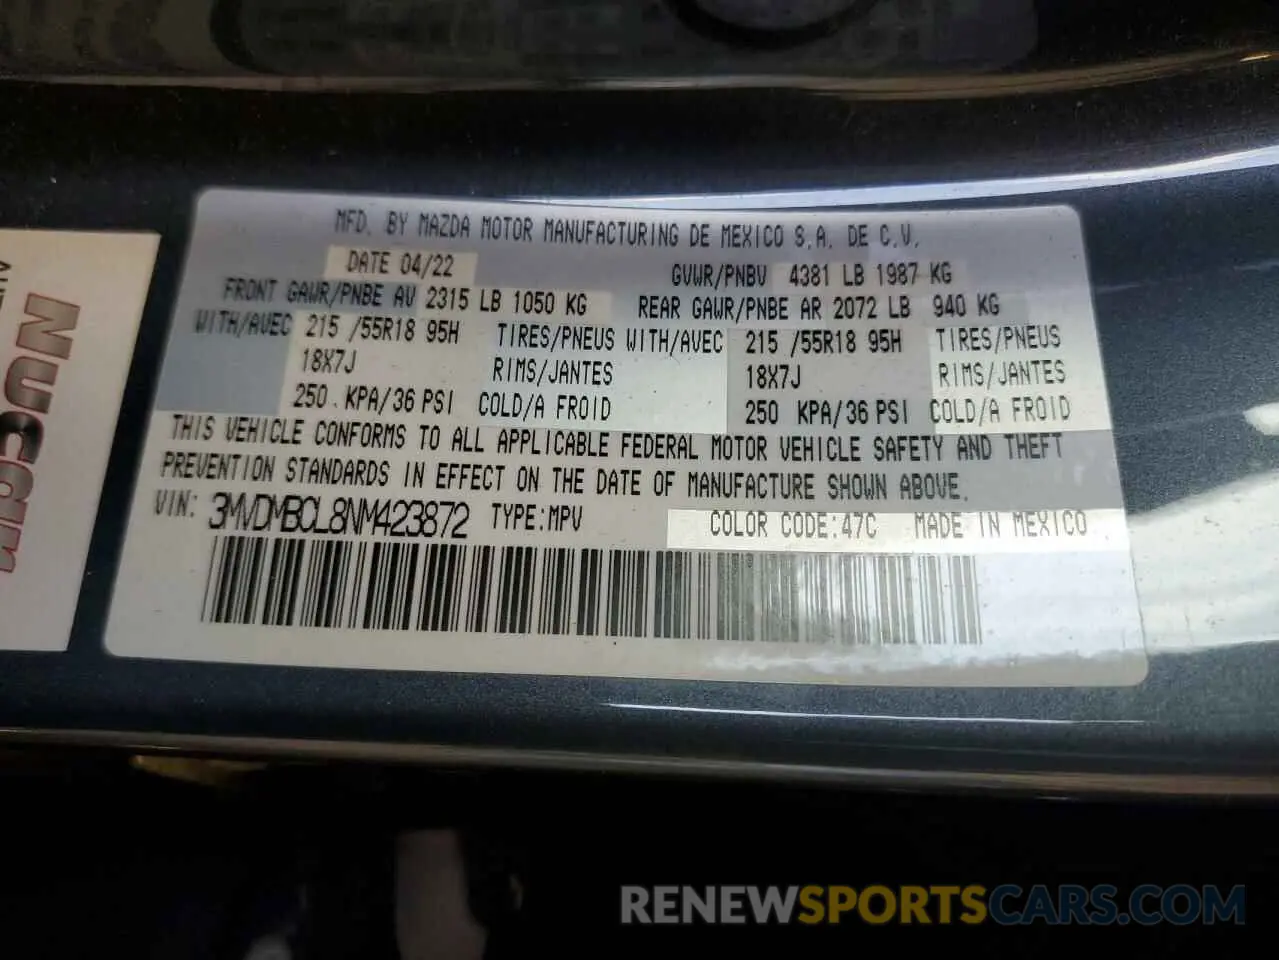 MFD. BY MAZDA MOTOR MANUFACTURING DE MEXICO S.A. DE C.V.
DATE 04/22 GVWR/PNBV 4381 LB 1987 KG
FRONT GAWR/PNBE AV 2315 LB 1050 KG REAR GAWR/PNBE AR 2072 LB 940 KG
WITH/AVEC 215 /55R18 95H TIRES/PNEUS WITH/AVEC 215 /55R18 95H TIRES/PNEUS
18X7J RIMS/JANTES 18X7J RIMS/JANTES
250 KPA/36 PSI COLD/A FROID 250 KPA/36 PSI COLD/A FROID
THIS VEHICLE CONFORMS TO ALL APPLICABLE FEDERAL MOTOR VEHICLE SAFETY AND THEFT
PREVENTION STANDARDS IN EFFECT ON THE DATE OF MANUFACTURE SHOWN ABOVE.
VIN: 3MVDMBCL8NM423872 TYPE:MPV COLOR CODE:47C MADE IN MEXICO
NUCam
RENEWSPORTSCARS.COM